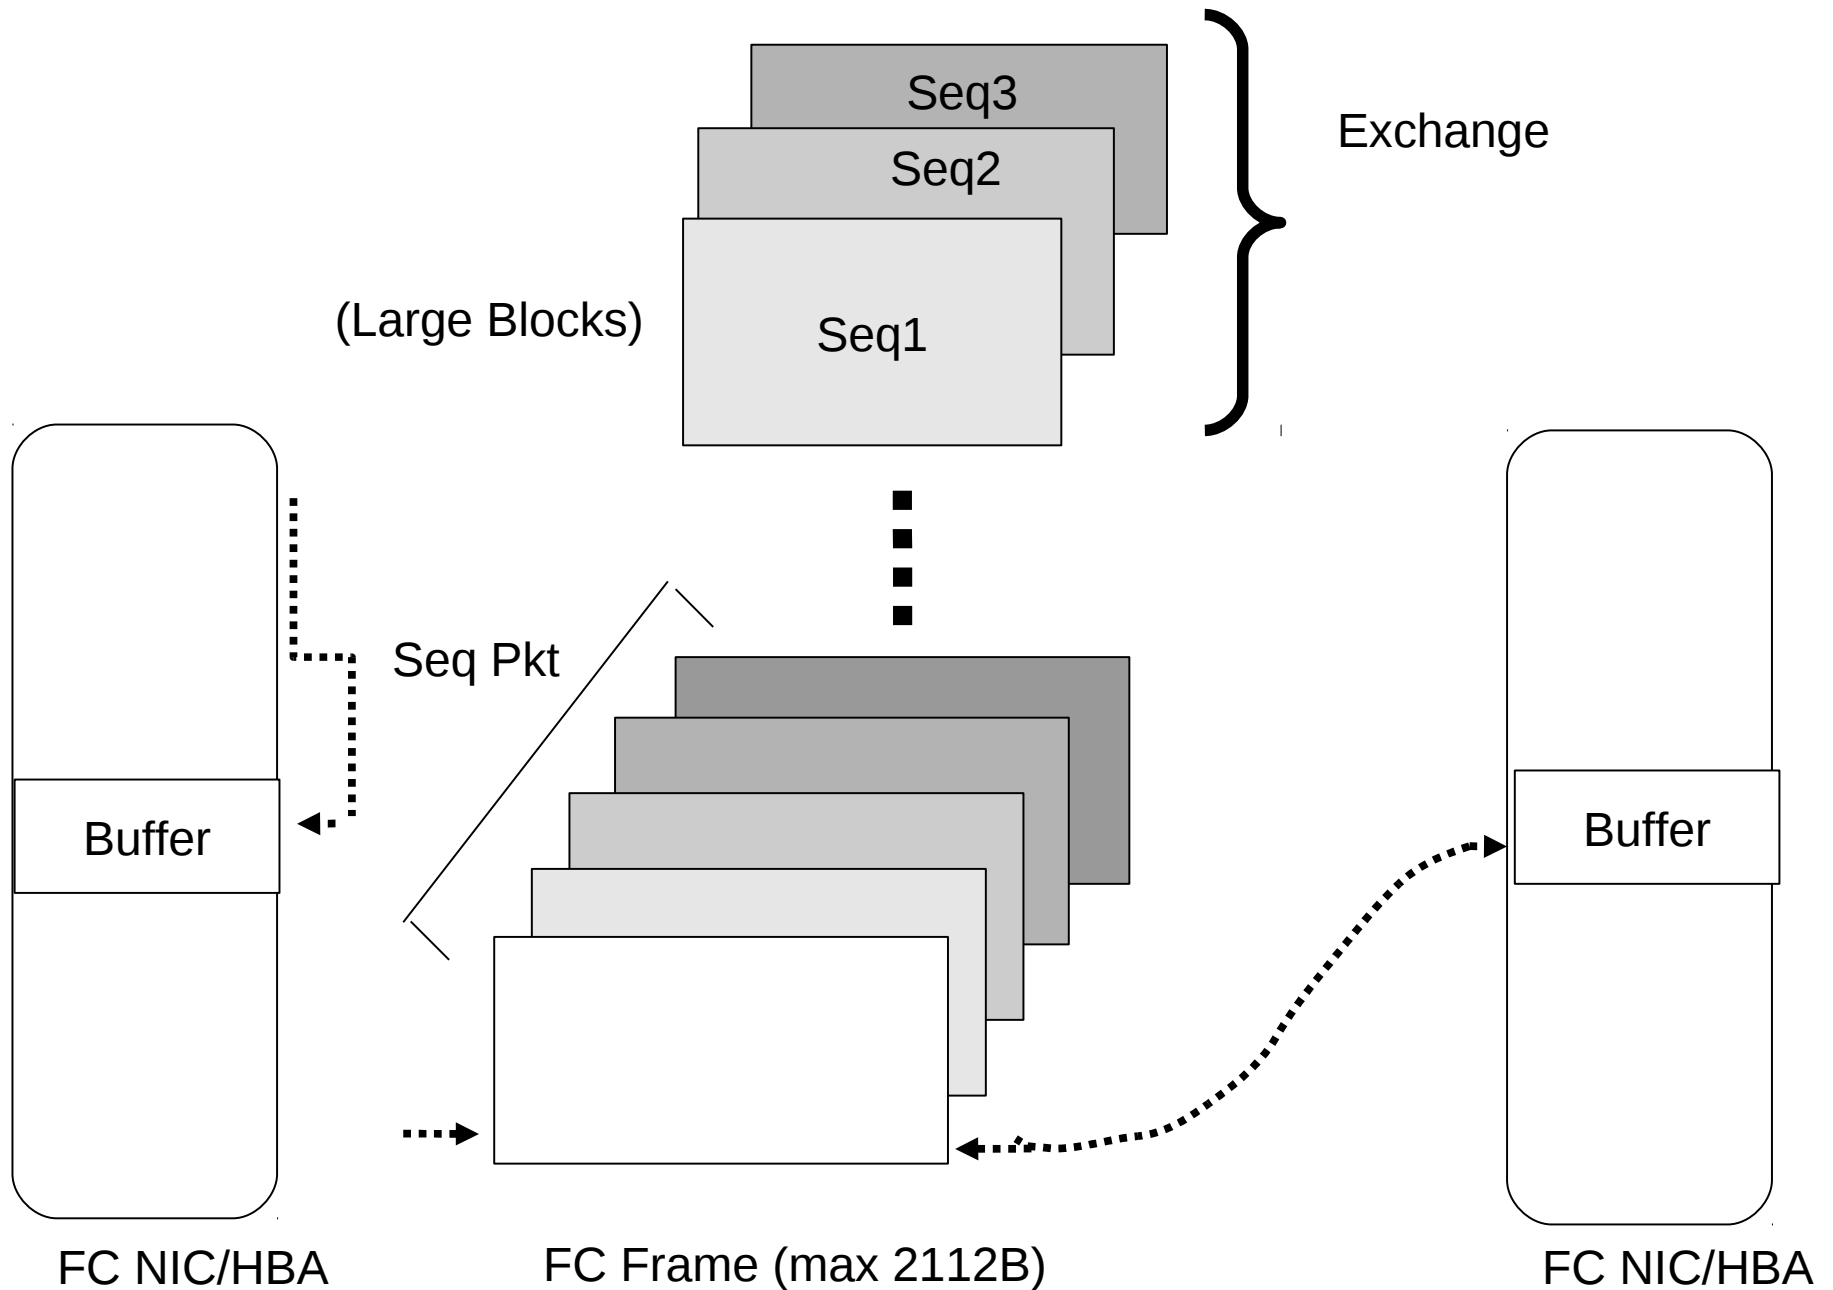 Seq3
Exchange
Seq2
(Large Blocks)
Seq1
Seq Pkt
Buffer
Buffer
FC NIC/HBA
FC Frame (max 2112B)
FC NIC/HBA